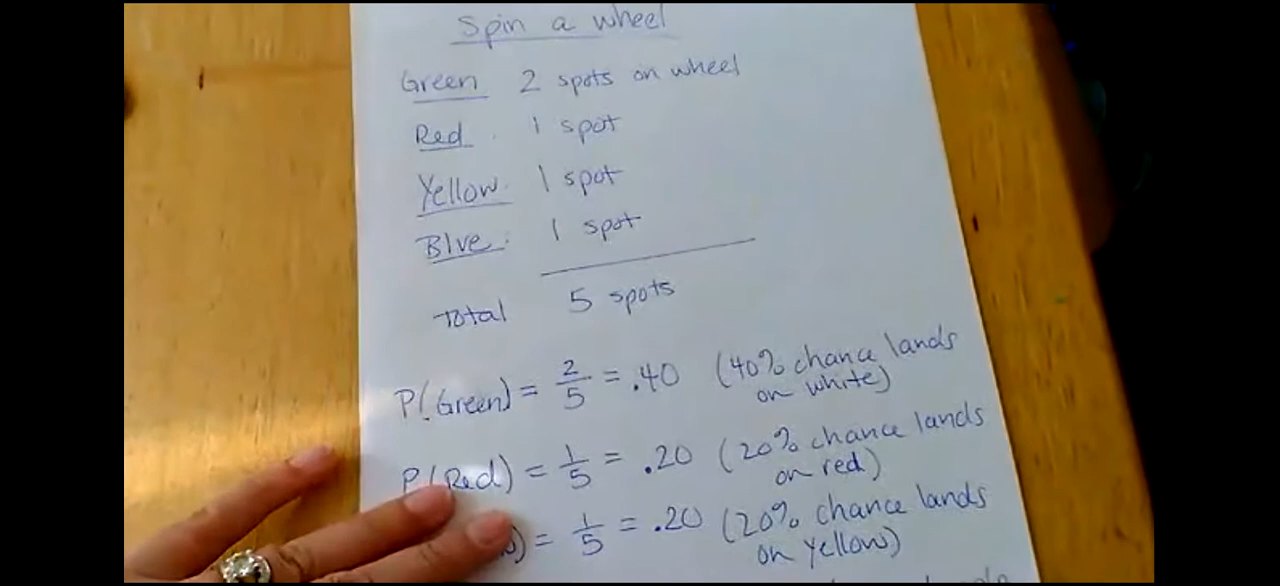 Spin a wheel
Green 2 spots on wheel
Red. 1 spot
Yellow. 1 spot
Blue. 1 spot
Total 5 spots
P(Green) = 2/5 = .40 (40% chance lands
on white)
P(Red) = 1/5 = .20 (20% chance lands
on red)
) = 1/5 = .20 (20% chance lands
on yellow)